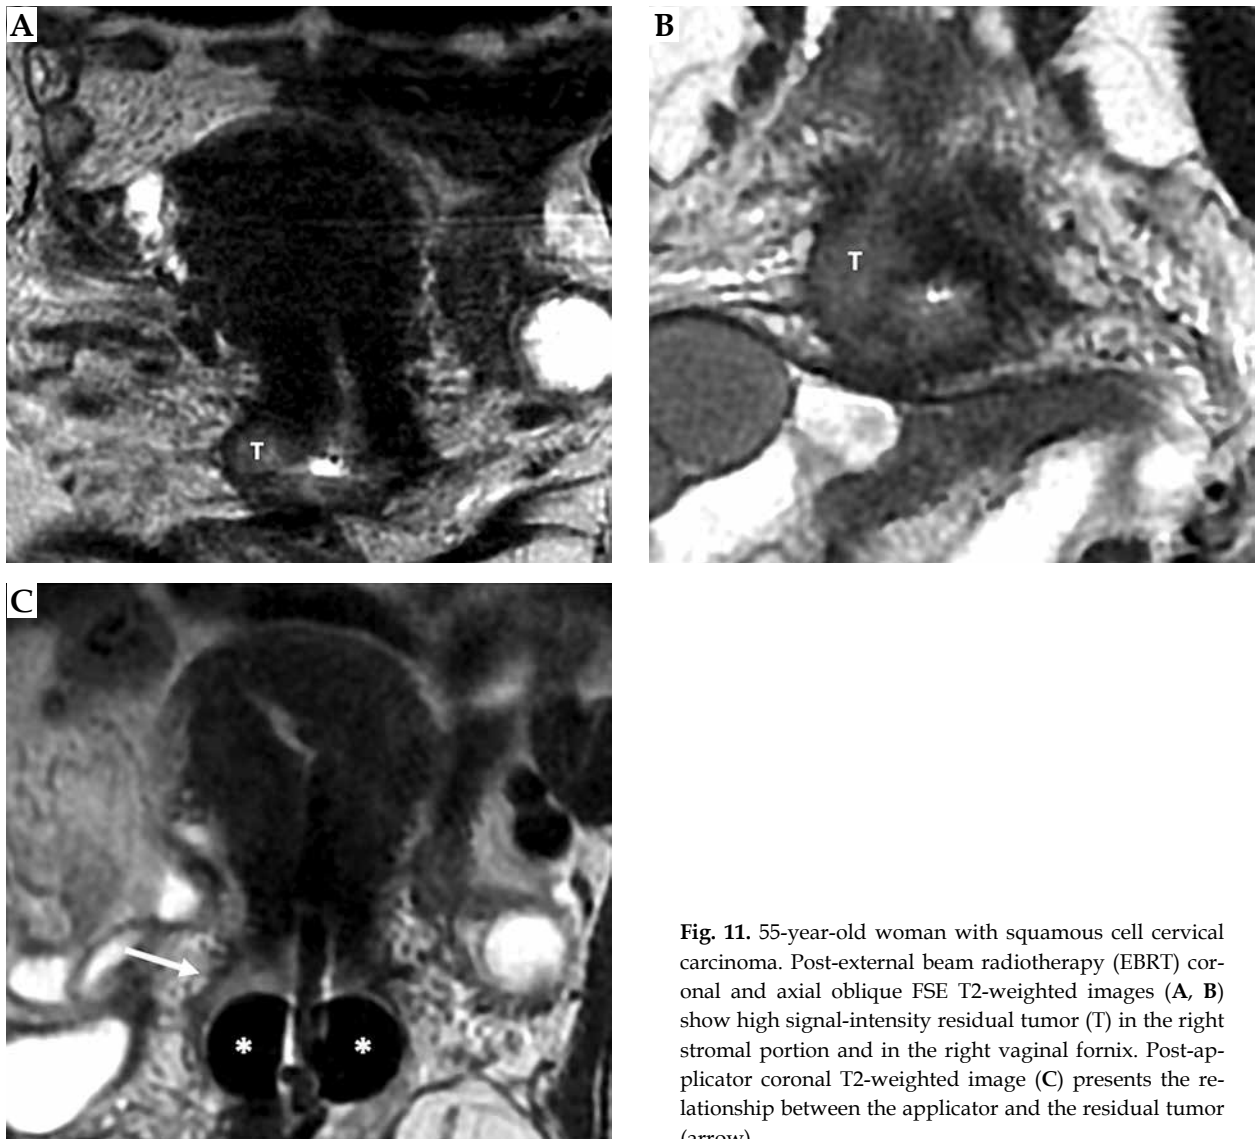 A
B
T
T
C
*
*
Fig. 11. 55-year-old woman with squamous cell cervical
carcinoma. Post-external beam radiotherapy (EBRT) cor-
onal and axial oblique FSE T2-weighted images (A, B)
show high signal-intensity residual tumor (T) in the right
stromal portion and in the right vaginal fornix. Post-ap-
plicator coronal T2-weighted image (C) presents the re-
lationship between the applicator and the residual tumor
(arrow).